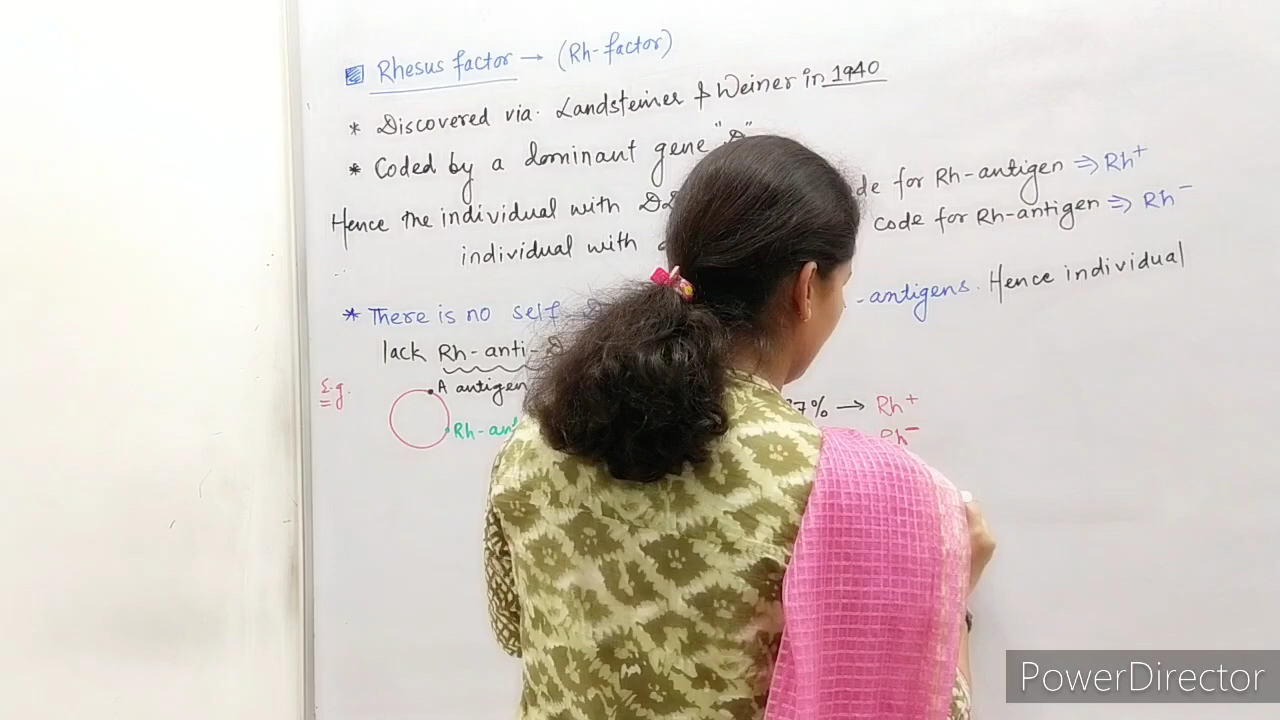 Rhesus factor → (Rh-factor)
* Discovered via. Landsteiner & Weiner in 1940
* Coded by a dominant gene "D"
Hence the individual with de for Rh-antigen ⇒ Rh⁺
individual with code for Rh-antigen ⇒ Rh⁻
* There is no self -antigens. Hence individual
lack Rh-anti-D
E.g. A antigen 7% → Rh⁺
Rh-an Rh⁻
PowerDirector